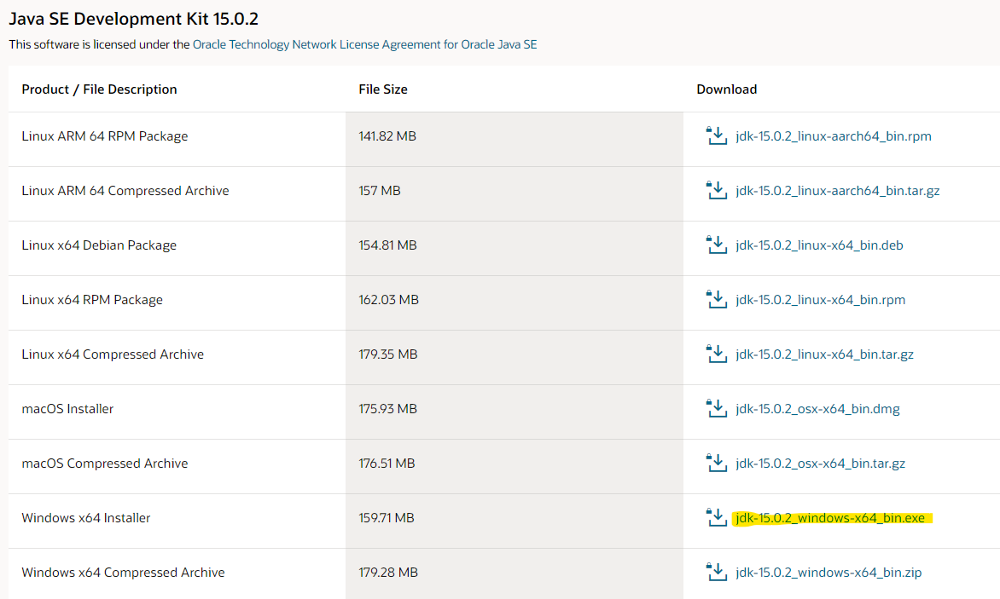 Java SE Development Kit 15.0.2
This software is licensed under the Oracle Technology Network License Agreement for Oracle Java SE
Product / File Description File Size Download
Linux ARM 64 RPM Package 141.82 MB jdk-15.0.2_linux-aarch64_bin.rpm
Linux ARM 64 Compressed Archive 157 MB jdk-15.0.2_linux-aarch64_bin.tar.gz
Linux x64 Debian Package 154.81 MB jdk-15.0.2_linux-x64_bin.deb
Linux x64 RPM Package 162.03 MB jdk-15.0.2_linux-x64_bin.rpm
Linux x64 Compressed Archive 179.35 MB jdk-15.0.2_linux-x64_bin.tar.gz
macOS Installer 175.93 MB jdk-15.0.2_osx-x64_bin.dmg
macOS Compressed Archive 176.51 MB jdk-15.0.2_osx-x64_bin.tar.gz
Windows x64 Installer 159.71 MB jdk-15.0.2_windows-x64_bin.exe
Windows x64 Compressed Archive 179.28 MB jdk-15.0.2_windows-x64_bin.zip